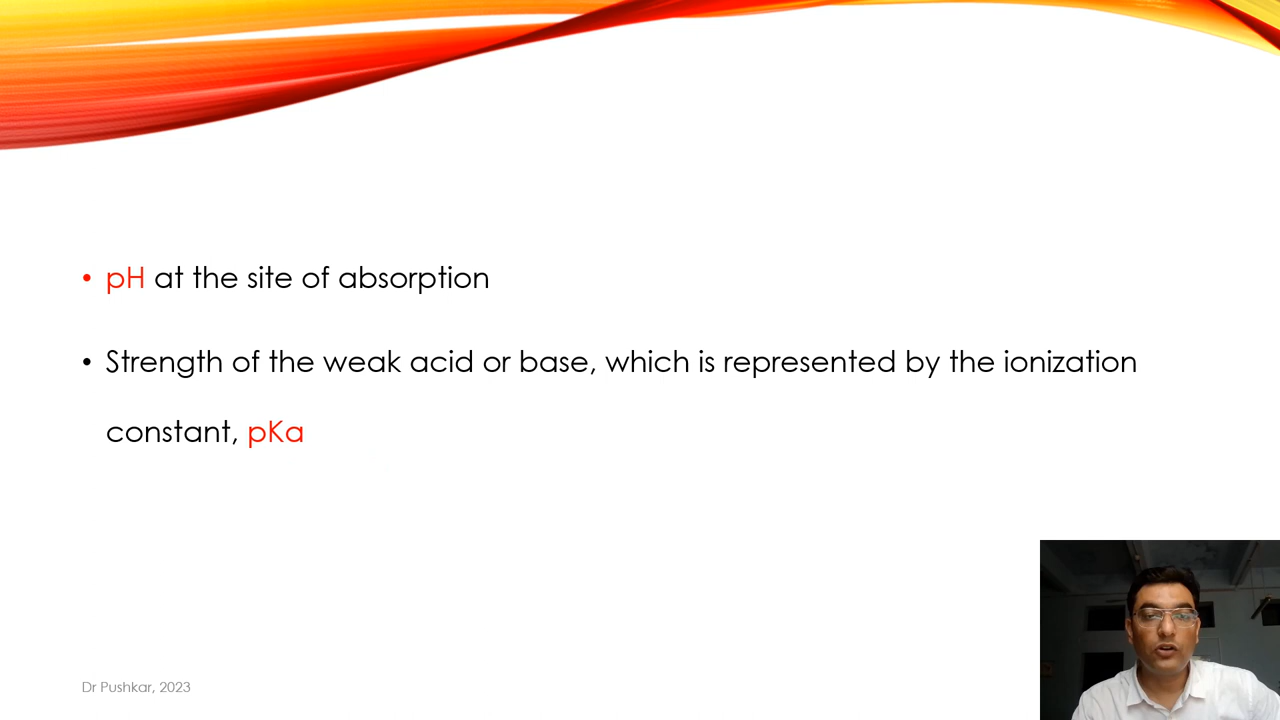 • pH at the site of absorption
• Strength of the weak acid or base, which is represented by the ionization
constant, pKa
Dr Pushkar, 2023